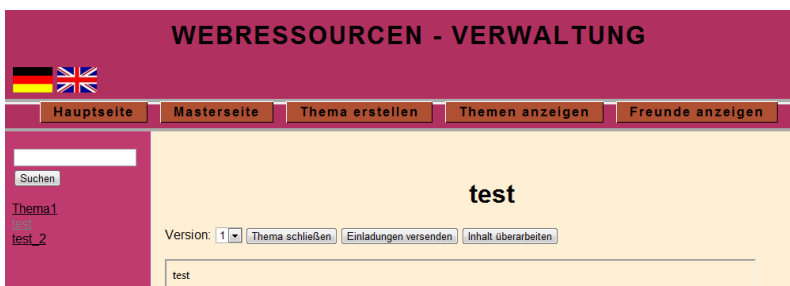 WEBRESSOURCEN - VERWALTUNG
Hauptseite Masterseite Thema erstellen Themen anzeigen Freunde anzeigen
Suchen
Thema1
test
test_2
test
Version: 1 Thema schließen Einladungen versenden Inhalt überarbeiten
test